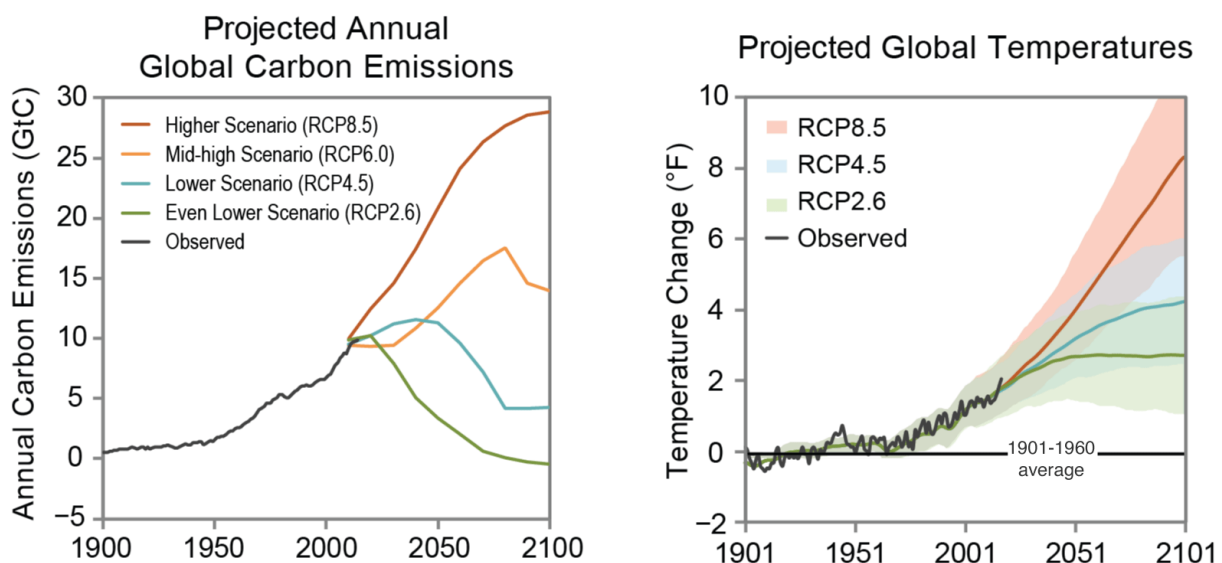 Projected Annual
Global Carbon Emissions
Annual Carbon Emissions (GtC)
30
25
20
15
10
5
0
−5
Higher Scenario (RCP8.5)
Mid-high Scenario (RCP6.0)
Lower Scenario (RCP4.5)
Even Lower Scenario (RCP2.6)
Observed
1900
1950
2000
2050
2100
Projected Global Temperatures
Temperature Change (°F)
10
8
6
4
2
0
−2
RCP8.5
RCP4.5
RCP2.6
Observed
1901-1960
average
1901
1951
2001
2051
2101